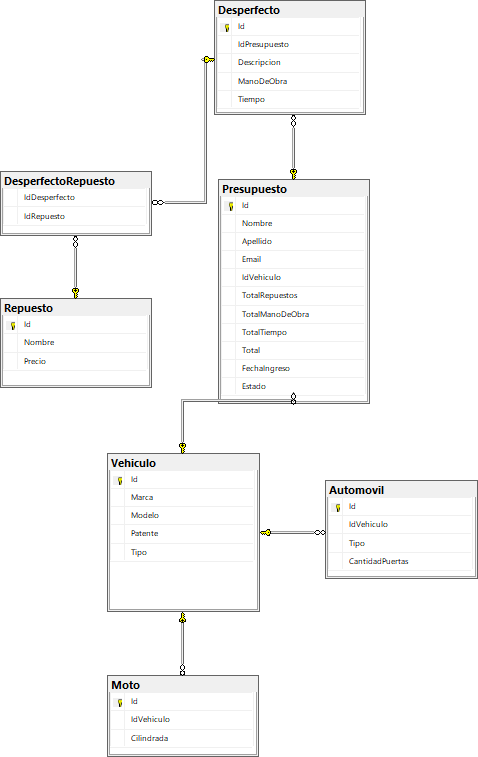 Desperfecto
Id
IdPresupuesto
Descripcion
ManoDeObra
Tiempo
DesperfectoRepuesto
IdDesperfecto
IdRepuesto
Presupuesto
Id
Nombre
Apellido
Email
IdVehiculo
TotalRepuestos
TotalManoDeObra
TotalTiempo
Total
FechaIngreso
Estado
Repuesto
Id
Nombre
Precio
Vehiculo
Id
Marca
Modelo
Patente
Tipo
Automovil
Id
IdVehiculo
Tipo
CantidadPuertas
Moto
Id
IdVehiculo
Cilindrada